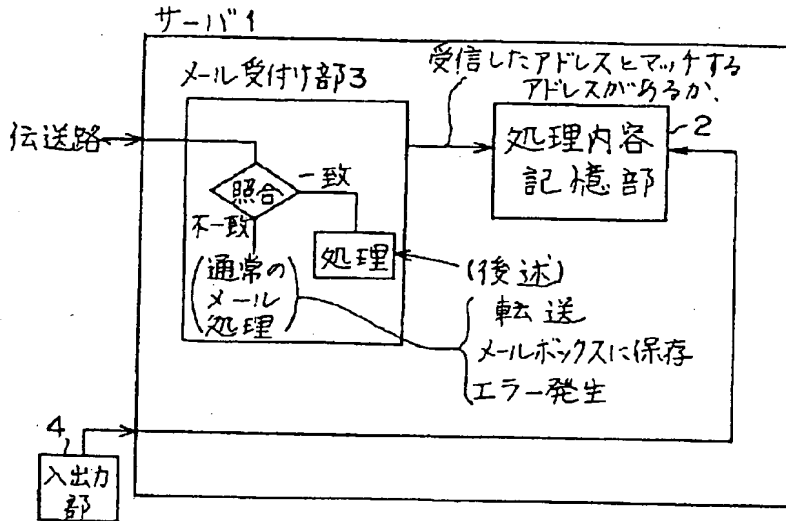 サーバ1
メール受付け部3
受信したアドレスとマッチする
アドレスがあるか、
伝送路
2
処理内容
記憶部
照合
一致
不一致
処理
(後述)
(通常の
メール
処理)
転送
メールボックスに保存
エラー発生
4
入出力
部